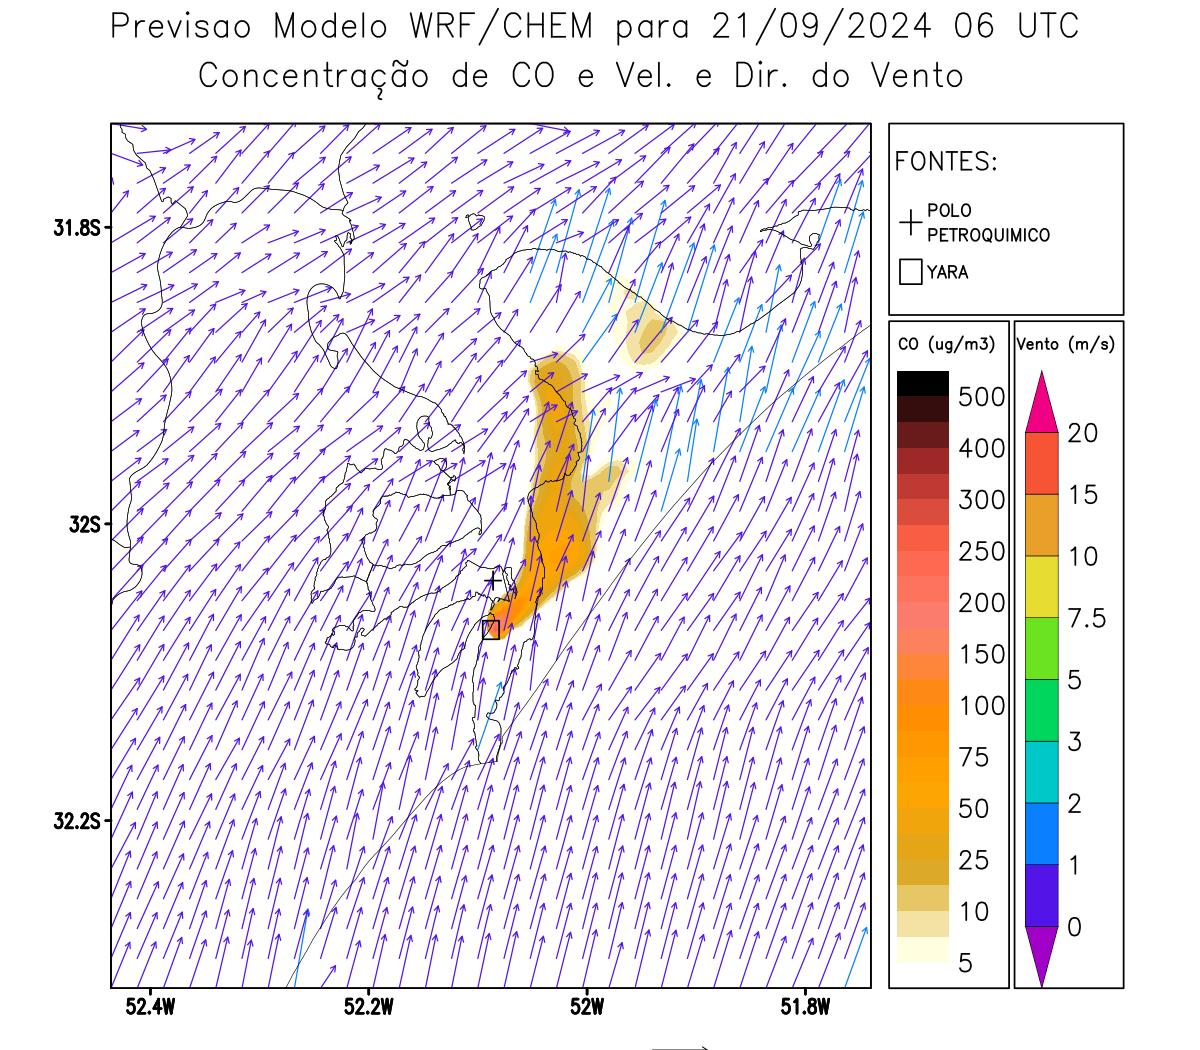 Previsao Modelo WRF/CHEM para 21/09/2024 06 UTC
Concentração de CO e Vel. e Dir. do Vento
FONTES:
POLO
PETROQUIMICO
YARA
CO (ug/m3)
500
400
300
250
200
150
100
75
50
25
10
5
Vento (m/s)
20
15
10
7.5
5
3
2
1
0
31.8S
32S
32.2S
52.4W
52.2W
52W
51.8W